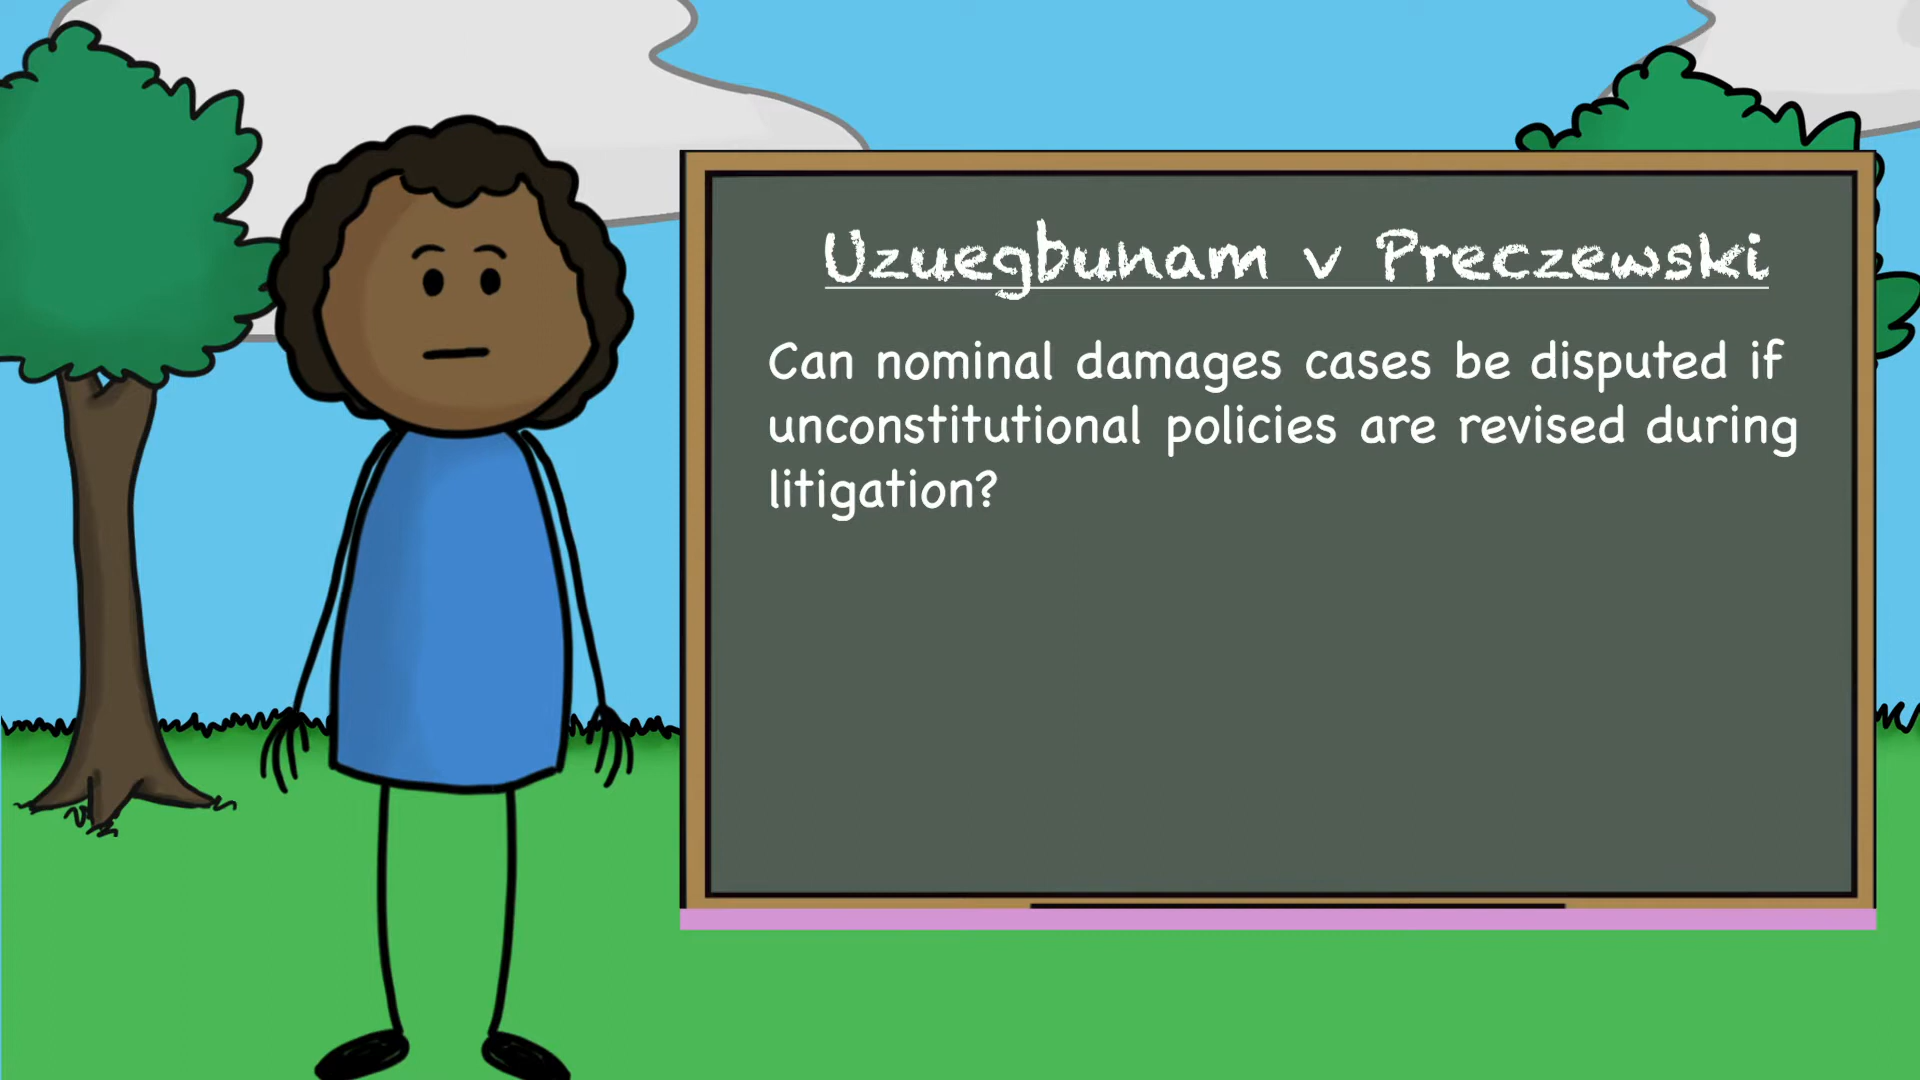 Uzuegbunam v Preczewski
Can nominal damages cases be disputed if
unconstitutional policies are revised during
litigation?